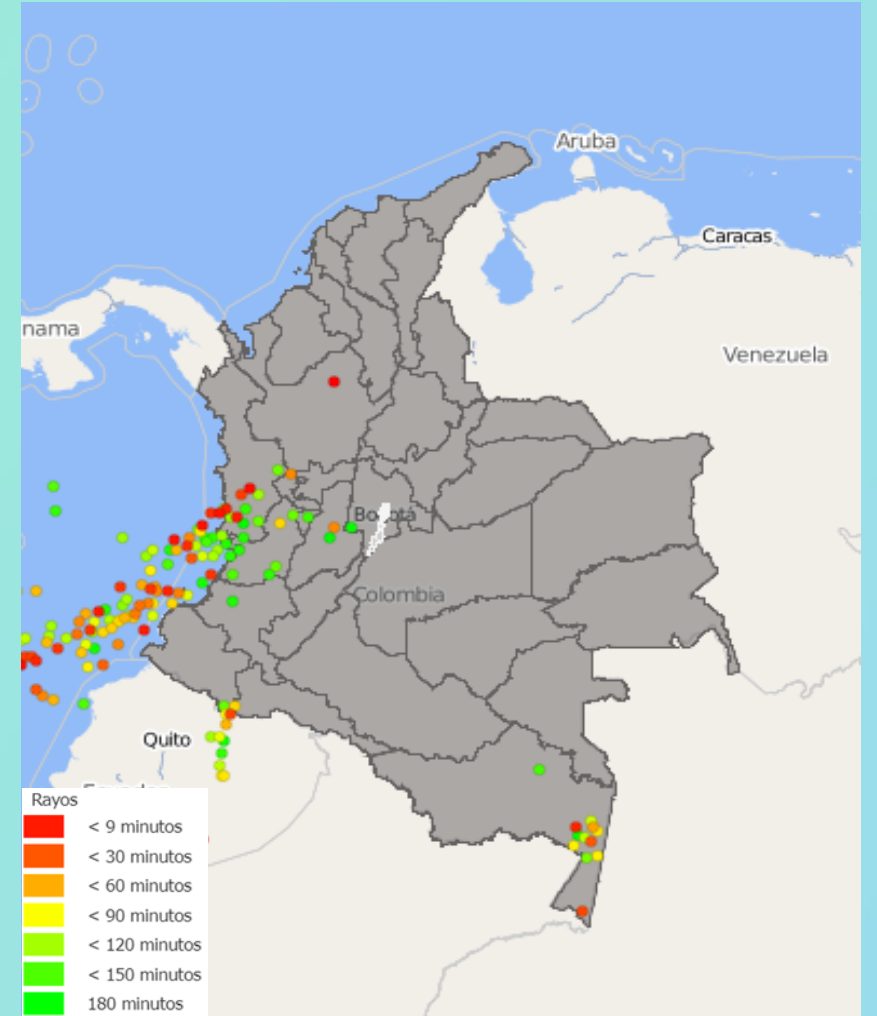 Aruba
Caracas
nama
Venezuela
Bogotá
Colombia
Quito
Rayos
< 9 minutos
< 30 minutos
< 60 minutos
< 90 minutos
< 120 minutos
< 150 minutos
180 minutos